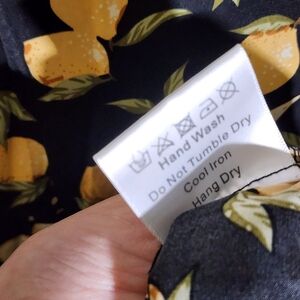 Hand Wash
Do Not Tumble Dry
Cool Iron
Hang Dry